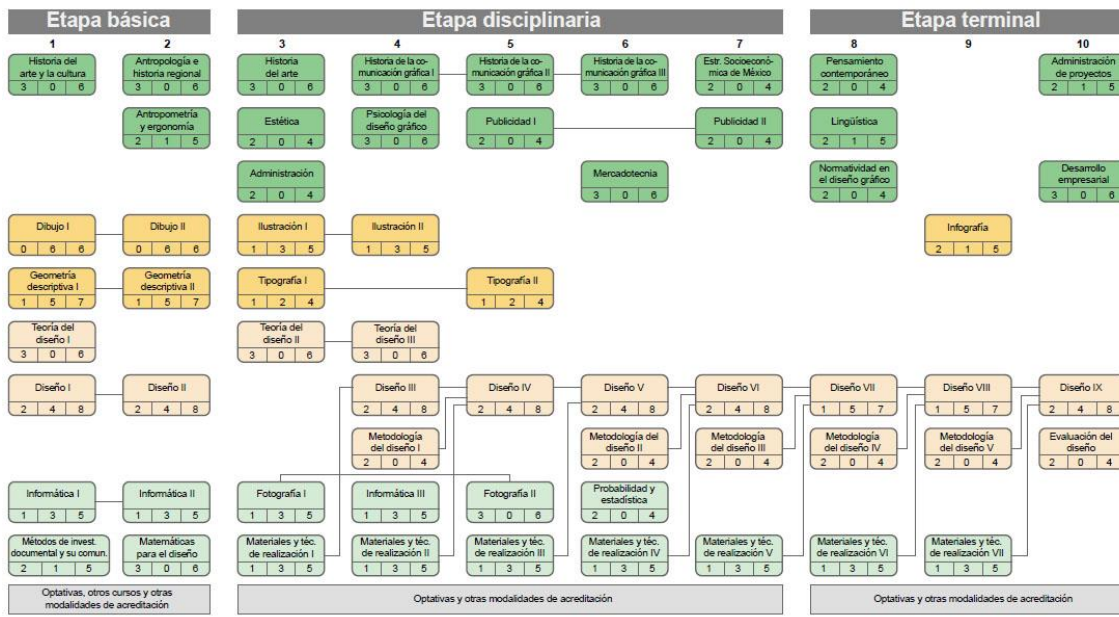 Etapa básica
Etapa disciplinaria
Etapa terminal
1 2 3 4 5 6 7 8 9 10
Historia del
arte y la cultura
3 0 6
Antropología e
historia regional
3 0 6
Historia
del arte
3 0 6
Historia de la co-
municación gráfica I
3 0 6
Historia de la co-
municación gráfica II
3 0 6
Historia de la co-
municación gráfica III
3 0 6
Estr. Socioeconó-
mica de México
2 0 4
Pensamiento
contemporáneo
2 0 4
Administración
de proyectos
2 1 5
Antropometría
y ergonomía
2 1 5
Estética
2 0 4
Psicología del
diseño gráfico
3 0 6
Publicidad I
2 0 4
Publicidad II
2 0 4
Lingüística
2 1 5
Administración
2 0 4
Mercadotecnia
3 0 6
Normatividad en
el diseño gráfico
2 0 4
Desarrollo
empresarial
3 0 6
Dibujo I
0 6 6
Dibujo II
0 6 6
Ilustración I
1 3 5
Ilustración II
1 3 5
Infografía
2 1 5
Geometría
descriptiva I
1 5 7
Geometría
descriptiva II
1 5 7
Tipografía I
1 2 4
Tipografía II
1 2 4
Teoría del
diseño I
3 0 6
Teoría del
diseño II
3 0 6
Teoría del
diseño III
3 0 6
Diseño I
2 4 8
Diseño II
2 4 8
Diseño III
2 4 8
Diseño IV
2 4 8
Diseño V
2 4 8
Diseño VI
2 4 8
Diseño VII
1 5 7
Diseño VIII
1 5 7
Diseño IX
2 4 8
Metodología
del diseño I
2 0 4
Metodología del
diseño II
2 0 4
Metodología
del diseño III
2 0 4
Metodología
del diseño IV
2 0 4
Metodología
del diseño V
2 0 4
Evaluación del
diseño
2 0 4
Informática I
1 3 5
Informática II
1 3 5
Fotografía I
1 3 5
Informática III
1 3 5
Fotografía II
3 0 6
Probabilidad y
estadística
2 0 4
Métodos de invest.
documental y su comun.
2 1 5
Matemáticas
para el diseño
3 0 6
Materiales y téc.
de realización I
1 3 5
Materiales y téc.
de realización II
1 3 5
Materiales y téc.
de realización III
1 3 5
Materiales y téc.
de realización IV
1 3 5
Materiales y téc.
de realización V
1 3 5
Materiales y téc.
de realización VI
1 3 5
Materiales y téc.
de realización VII
1 3 5
Optativas, otros cursos y otras
modalidades de acreditación
Optativas y otras modalidades de acreditación
Optativas y otras modalidades de acreditación